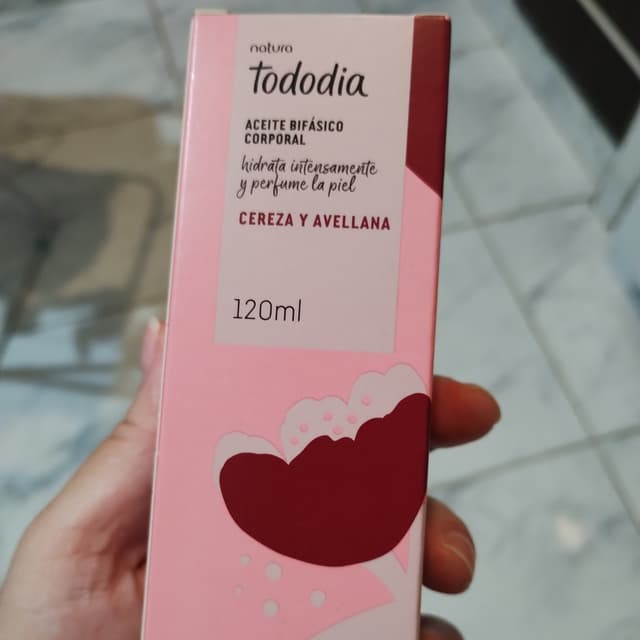 natura
Tododia
ACEITE BIFÁSICO
CORPORAL
hidrata intensamente
y perfume la piel
CEREZA Y AVELLANA
120ml